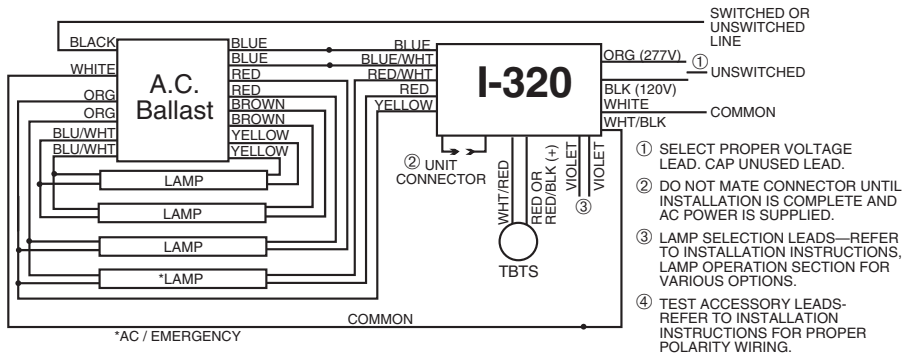 SWITCHED OR
UNSWITCHED
LINE
BLACK
WHITE
ORG
ORG
BLU/WHT
BLU/WHT
A.C.
Ballast
BLUE
BLUE
RED
RED
BROWN
BROWN
YELLOW
YELLOW
BLUE
BLUE/WHT
RED/WHT
RED
YELLOW
I-320
ORG (277V)
①
UNSWITCHED
BLK (120V)
WHITE
COMMON
WHT/BLK
② UNIT
CONNECTOR
WHT/RED
RED OR
RED/BLK (+)
VIOLET
VIOLET
③
TBTS
LAMP
LAMP
LAMP
*LAMP
COMMON
*AC / EMERGENCY
① SELECT PROPER VOLTAGE
LEAD. CAP UNUSED LEAD.
② DO NOT MATE CONNECTOR UNTIL
INSTALLATION IS COMPLETE AND
AC POWER IS SUPPLIED.
③ LAMP SELECTION LEADS—REFER
TO INSTALLATION INSTRUCTIONS,
LAMP OPERATION SECTION FOR
VARIOUS OPTIONS.
④ TEST ACCESSORY LEADS-
REFER TO INSTALLATION
INSTRUCTIONS FOR PROPER
POLARITY WIRING.